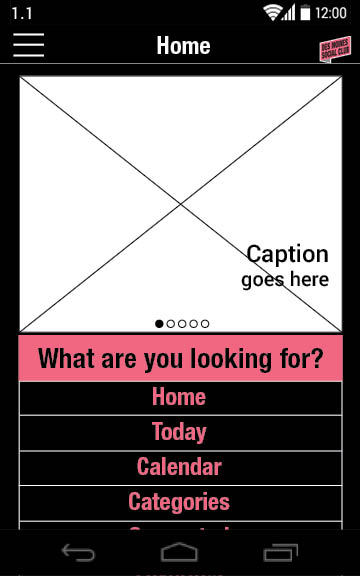 1.1
12:00
Home
DES MOINES
SOCIAL CLUB
Caption
goes here
What are you looking for?
Home
Today
Calendar
Categories